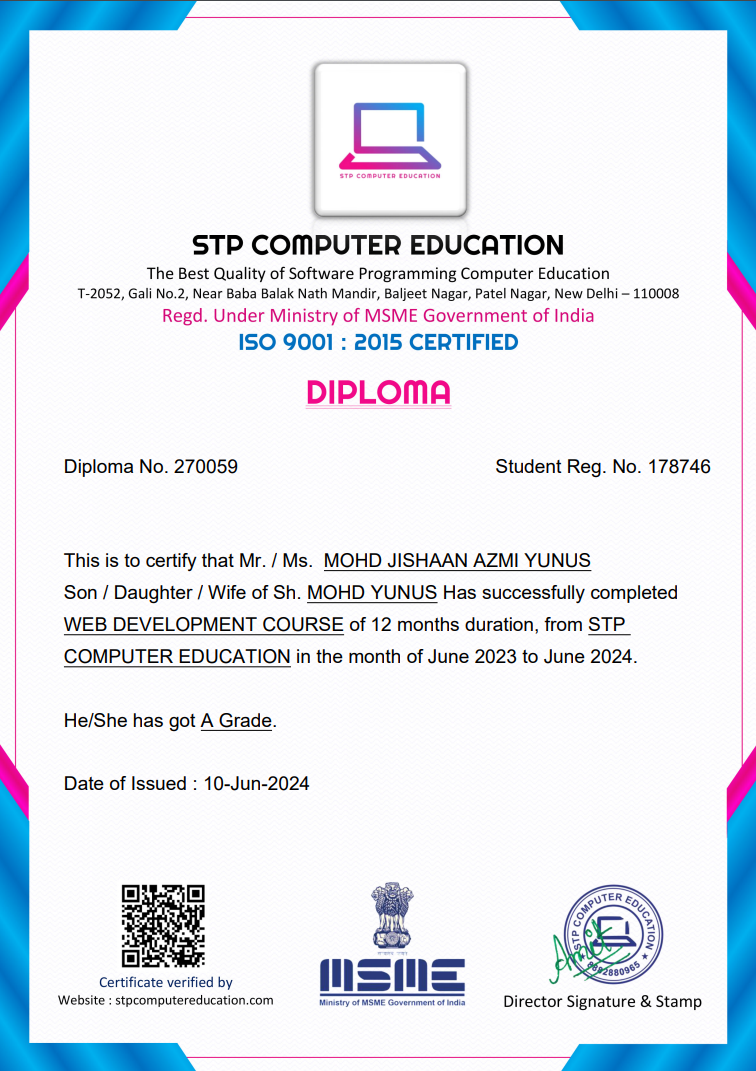 STP COMPUTER EDUCATION
STP COMPUTER EDUCATION
The Best Quality of Software Programming Computer Education
T-2052, Gali No.2, Near Baba Balak Nath Mandir, Baljeet Nagar, Patel Nagar, New Delhi – 110008
Regd. Under Ministry of MSME Government of India
ISO 9001 : 2015 CERTIFIED
DIPLOMA
Diploma No. 270059 Student Reg. No. 178746
This is to certify that Mr. / Ms. MOHD JISHAAN AZMI YUNUS
Son / Daughter / Wife of Sh. MOHD YUNUS Has successfully completed
WEB DEVELOPMENT COURSE of 12 months duration, from STP
COMPUTER EDUCATION in the month of June 2023 to June 2024.
He/She has got A Grade.
Date of Issued : 10-Jun-2024
Certificate verified by
Website : stpcomputereducation.com
MSME
Ministry of MSME Government of India
STP COMPUTER EDUCATION
Director Signature & Stamp